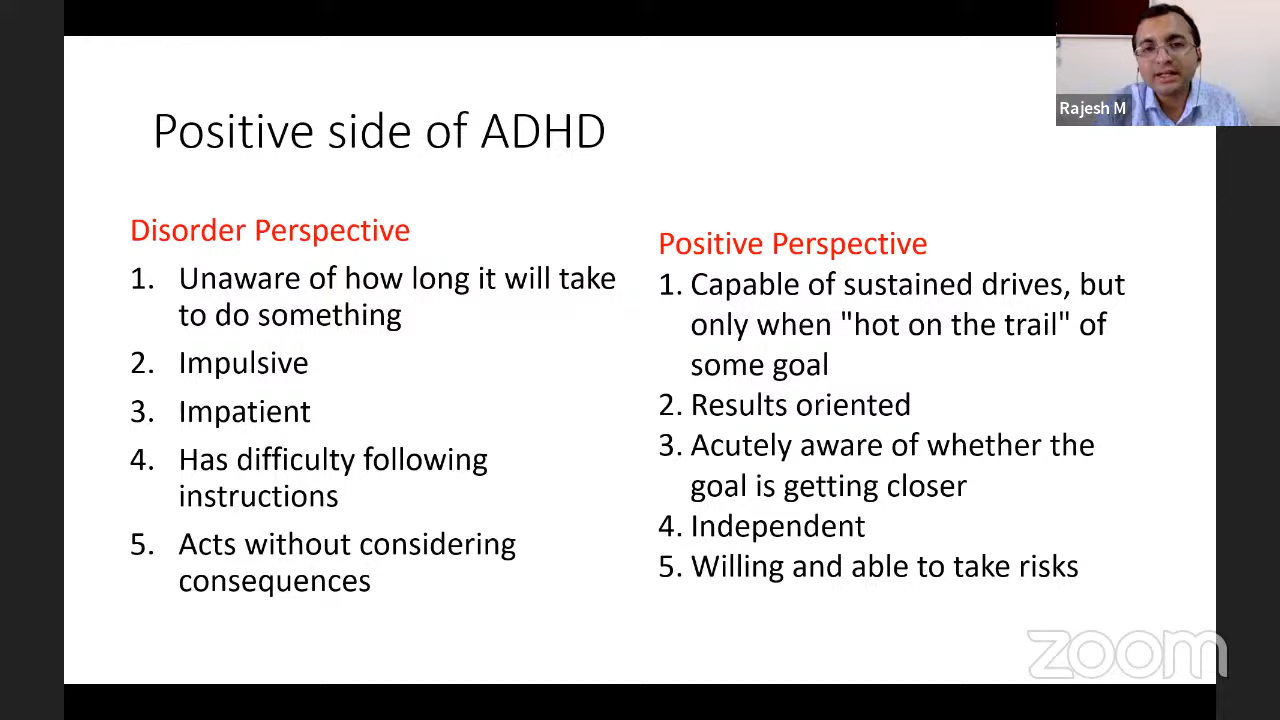 Rajesh M
Positive side of ADHD
Disorder Perspective
1. Unaware of how long it will take
to do something
2. Impulsive
3. Impatient
4. Has difficulty following
instructions
5. Acts without considering
consequences
Positive Perspective
1. Capable of sustained drives, but
only when "hot on the trail" of
some goal
2. Results oriented
3. Acutely aware of whether the
goal is getting closer
4. Independent
5. Willing and able to take risks
zoom